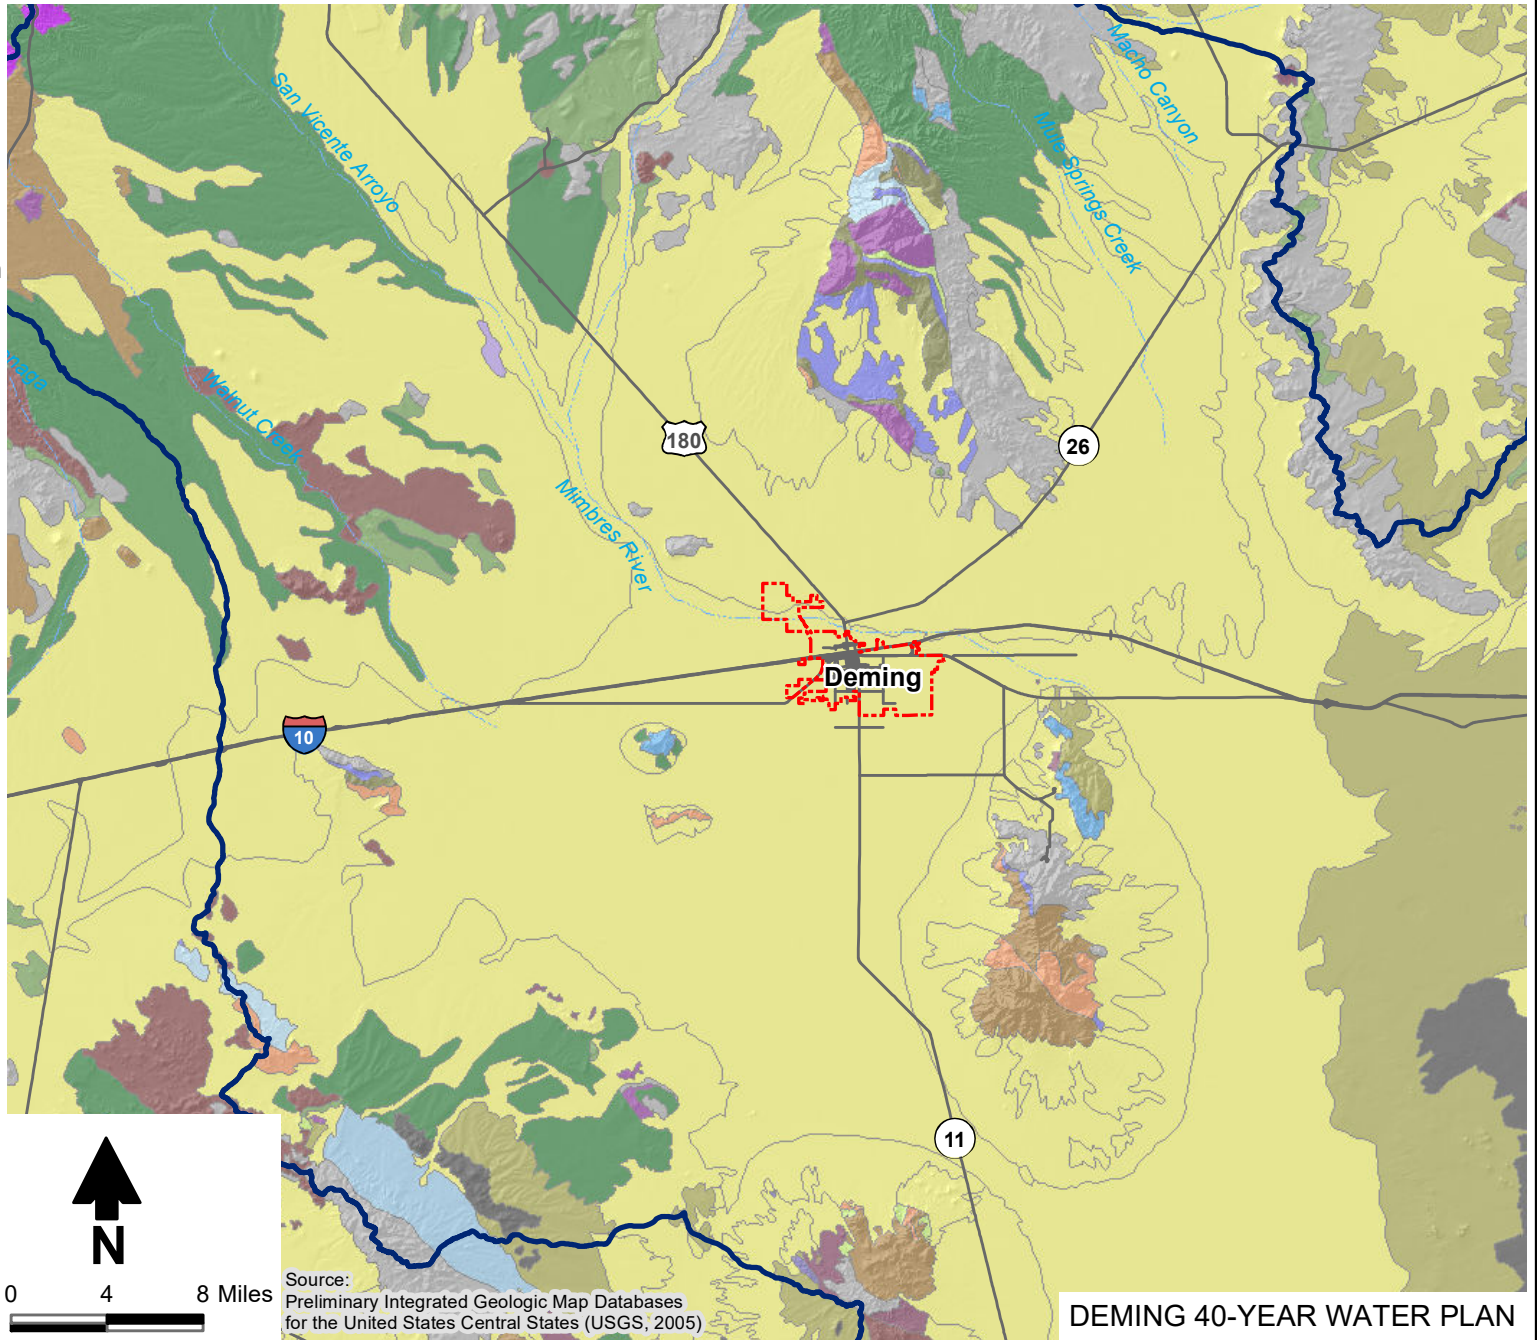 Macho Canyon
San Vicente Arroyo
Mule Springs Creek
Walnut Creek
180
26
Mimbres River
Deming
10
11
N
0 4 8 Miles
Source:
Preliminary Integrated Geologic Map Databases
for the United States Central States (USGS, 2005)
DEMING 40-YEAR WATER PLAN